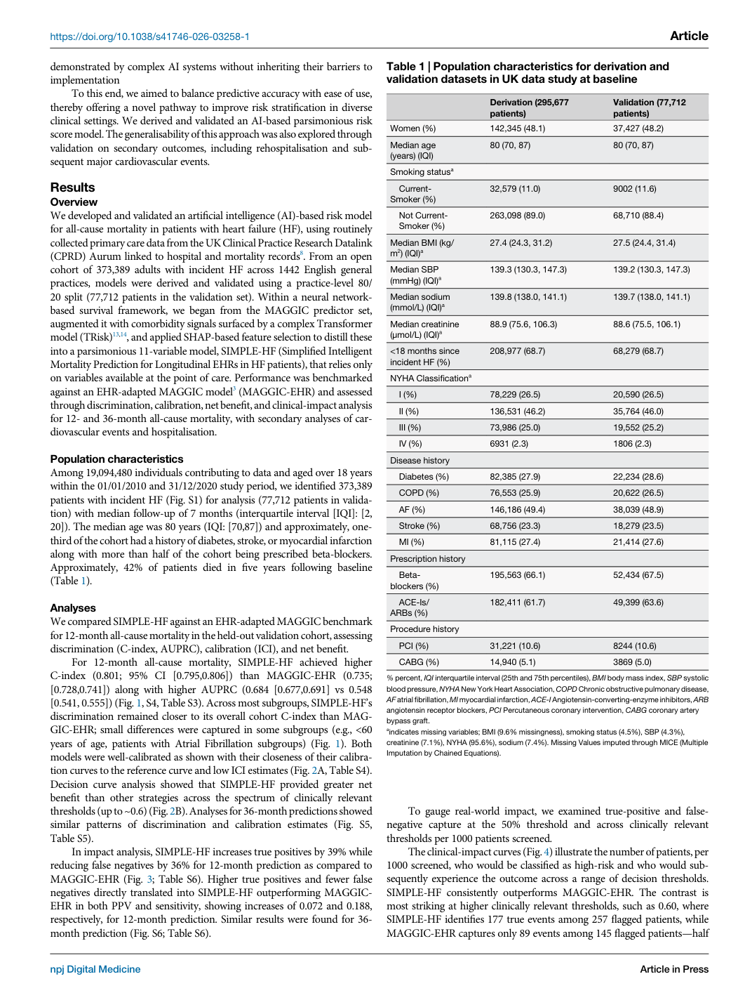 https://doi.org/10.1038/s41746-026-03258-1
Article
demonstrated by complex AI systems without inheriting their barriers to
implementation
To this end, we aimed to balance predictive accuracy with ease of use,
thereby offering a novel pathway to improve risk stratification in diverse
clinical settings. We derived and validated an AI-based parsimonious risk
score model. The generalisability of this approach was also explored through
validation on secondary outcomes, including rehospitalisation and sub-
sequent major cardiovascular events.
Results
Overview
We developed and validated an artificial intelligence (AI)-based risk model
for all-cause mortality in patients with heart failure (HF), using routinely
collected primary care data from the UK Clinical Practice Research Datalink
(CPRD) Aurum linked to hospital and mortality records8. From an open
cohort of 373,389 adults with incident HF across 1442 English general
practices, models were derived and validated using a practice-level 80/
20 split (77,712 patients in the validation set). Within a neural network-
based survival framework, we began from the MAGGIC predictor set,
augmented it with comorbidity signals surfaced by a complex Transformer
model (TRisk)13,14, and applied SHAP-based feature selection to distill these
into a parsimonious 11-variable model, SIMPLE-HF (Simplified Intelligent
Mortality Prediction for Longitudinal EHRs in HF patients), that relies only
on variables available at the point of care. Performance was benchmarked
against an EHR-adapted MAGGIC model3 (MAGGIC-EHR) and assessed
through discrimination, calibration, net benefit, and clinical-impact analysis
for 12- and 36-month all-cause mortality, with secondary analyses of car-
diovascular events and hospitalisation.
Population characteristics
Among 19,094,480 individuals contributing to data and aged over 18 years
within the 01/01/2010 and 31/12/2020 study period, we identified 373,389
patients with incident HF (Fig. S1) for analysis (77,712 patients in valida-
tion) with median follow-up of 7 months (interquartile interval [IQI]: [2,
20]). The median age was 80 years (IQI: [70,87]) and approximately, one-
third of the cohort had a history of diabetes, stroke, or myocardial infarction
along with more than half of the cohort being prescribed beta-blockers.
Approximately, 42% of patients died in five years following baseline
(Table 1).
Analyses
We compared SIMPLE-HF against an EHR-adapted MAGGIC benchmark
for 12-month all-cause mortality in the held-out validation cohort, assessing
discrimination (C-index, AUPRC), calibration (ICI), and net benefit.
For 12-month all-cause mortality, SIMPLE-HF achieved higher
C-index (0.801; 95% CI [0.795,0.806]) than MAGGIC-EHR (0.735;
[0.728,0.741]) along with higher AUPRC (0.684 [0.677,0.691] vs 0.548
[0.541, 0.555]) (Fig. 1, S4, Table S3). Across most subgroups, SIMPLE-HF's
discrimination remained closer to its overall cohort C-index than MAG-
GIC-EHR; small differences were captured in some subgroups (e.g., <60
years of age, patients with Atrial Fibrillation subgroups) (Fig. 1). Both
models were well-calibrated as shown with their closeness of their calibra-
tion curves to the reference curve and low ICI estimates (Fig. 2A, Table S4).
Decision curve analysis showed that SIMPLE-HF provided greater net
benefit than other strategies across the spectrum of clinically relevant
thresholds (up to ~0.6) (Fig. 2B). Analyses for 36-month predictions showed
similar patterns of discrimination and calibration estimates (Fig. S5,
Table S5).
In impact analysis, SIMPLE-HF increases true positives by 39% while
reducing false negatives by 36% for 12-month prediction as compared to
MAGGIC-EHR (Fig. 3; Table S6). Higher true positives and fewer false
negatives directly translated into SIMPLE-HF outperforming MAGGIC-
EHR in both PPV and sensitivity, showing increases of 0.072 and 0.188,
respectively, for 12-month prediction. Similar results were found for 36-
month prediction (Fig. S6; Table S6).
Table 1 | Population characteristics for derivation and
validation datasets in UK data study at baseline
Derivation (295,677 Validation (77,712
patients) patients)
Women (%) 142,345 (48.1) 37,427 (48.2)
Median age 80 (70, 87) 80 (70, 87)
(years) (IQI)
Smoking statusa
Current- 32,579 (11.0) 9002 (11.6)
Smoker (%)
Not Current- 263,098 (89.0) 68,710 (88.4)
Smoker (%)
Median BMI (kg/ 27.4 (24.3, 31.2) 27.5 (24.4, 31.4)
m2) (IQI)a
Median SBP 139.3 (130.3, 147.3) 139.2 (130.3, 147.3)
(mmHg) (IQI)a
Median sodium 139.8 (138.0, 141.1) 139.7 (138.0, 141.1)
(mmol/L) (IQI)a
Median creatinine 88.9 (75.6, 106.3) 88.6 (75.5, 106.1)
(µmol/L) (IQI)a
<18 months since 208,977 (68.7) 68,279 (68.7)
incident HF (%)
NYHA Classificationa
I (%) 78,229 (26.5) 20,590 (26.5)
II (%) 136,531 (46.2) 35,764 (46.0)
III (%) 73,986 (25.0) 19,552 (25.2)
IV (%) 6931 (2.3) 1806 (2.3)
Disease history
Diabetes (%) 82,385 (27.9) 22,234 (28.6)
COPD (%) 76,553 (25.9) 20,622 (26.5)
AF (%) 146,186 (49.4) 38,039 (48.9)
Stroke (%) 68,756 (23.3) 18,279 (23.5)
MI (%) 81,115 (27.4) 21,414 (27.6)
Prescription history
Beta- 195,563 (66.1) 52,434 (67.5)
blockers (%)
ACE-Is/ 182,411 (61.7) 49,399 (63.6)
ARBs (%)
Procedure history
PCI (%) 31,221 (10.6) 8244 (10.6)
CABG (%) 14,940 (5.1) 3869 (5.0)
% percent, IQI interquartile interval (25th and 75th percentiles), BMI body mass index, SBP systolic
blood pressure, NYHA New York Heart Association, COPD Chronic obstructive pulmonary disease,
AF atrial fibrillation, MI myocardial infarction, ACE-I Angiotensin-converting-enzyme inhibitors, ARB
angiotensin receptor blockers, PCI Percutaneous coronary intervention, CABG coronary artery
bypass graft.
aindicates missing variables; BMI (9.6% missingness), smoking status (4.5%), SBP (4.3%),
creatinine (7.1%), NYHA (95.6%), sodium (7.4%). Missing Values imputed through MICE (Multiple
Imputation by Chained Equations).
To gauge real-world impact, we examined true-positive and false-
negative capture at the 50% threshold and across clinically relevant
thresholds per 1000 patients screened.
The clinical-impact curves (Fig. 4) illustrate the number of patients, per
1000 screened, who would be classified as high-risk and who would sub-
sequently experience the outcome across a range of decision thresholds.
SIMPLE-HF consistently outperforms MAGGIC-EHR. The contrast is
most striking at higher clinically relevant thresholds, such as 0.60, where
SIMPLE-HF identifies 177 true events among 257 flagged patients, while
MAGGIC-EHR captures only 89 events among 145 flagged patients—half
npj Digital Medicine
Article in Press